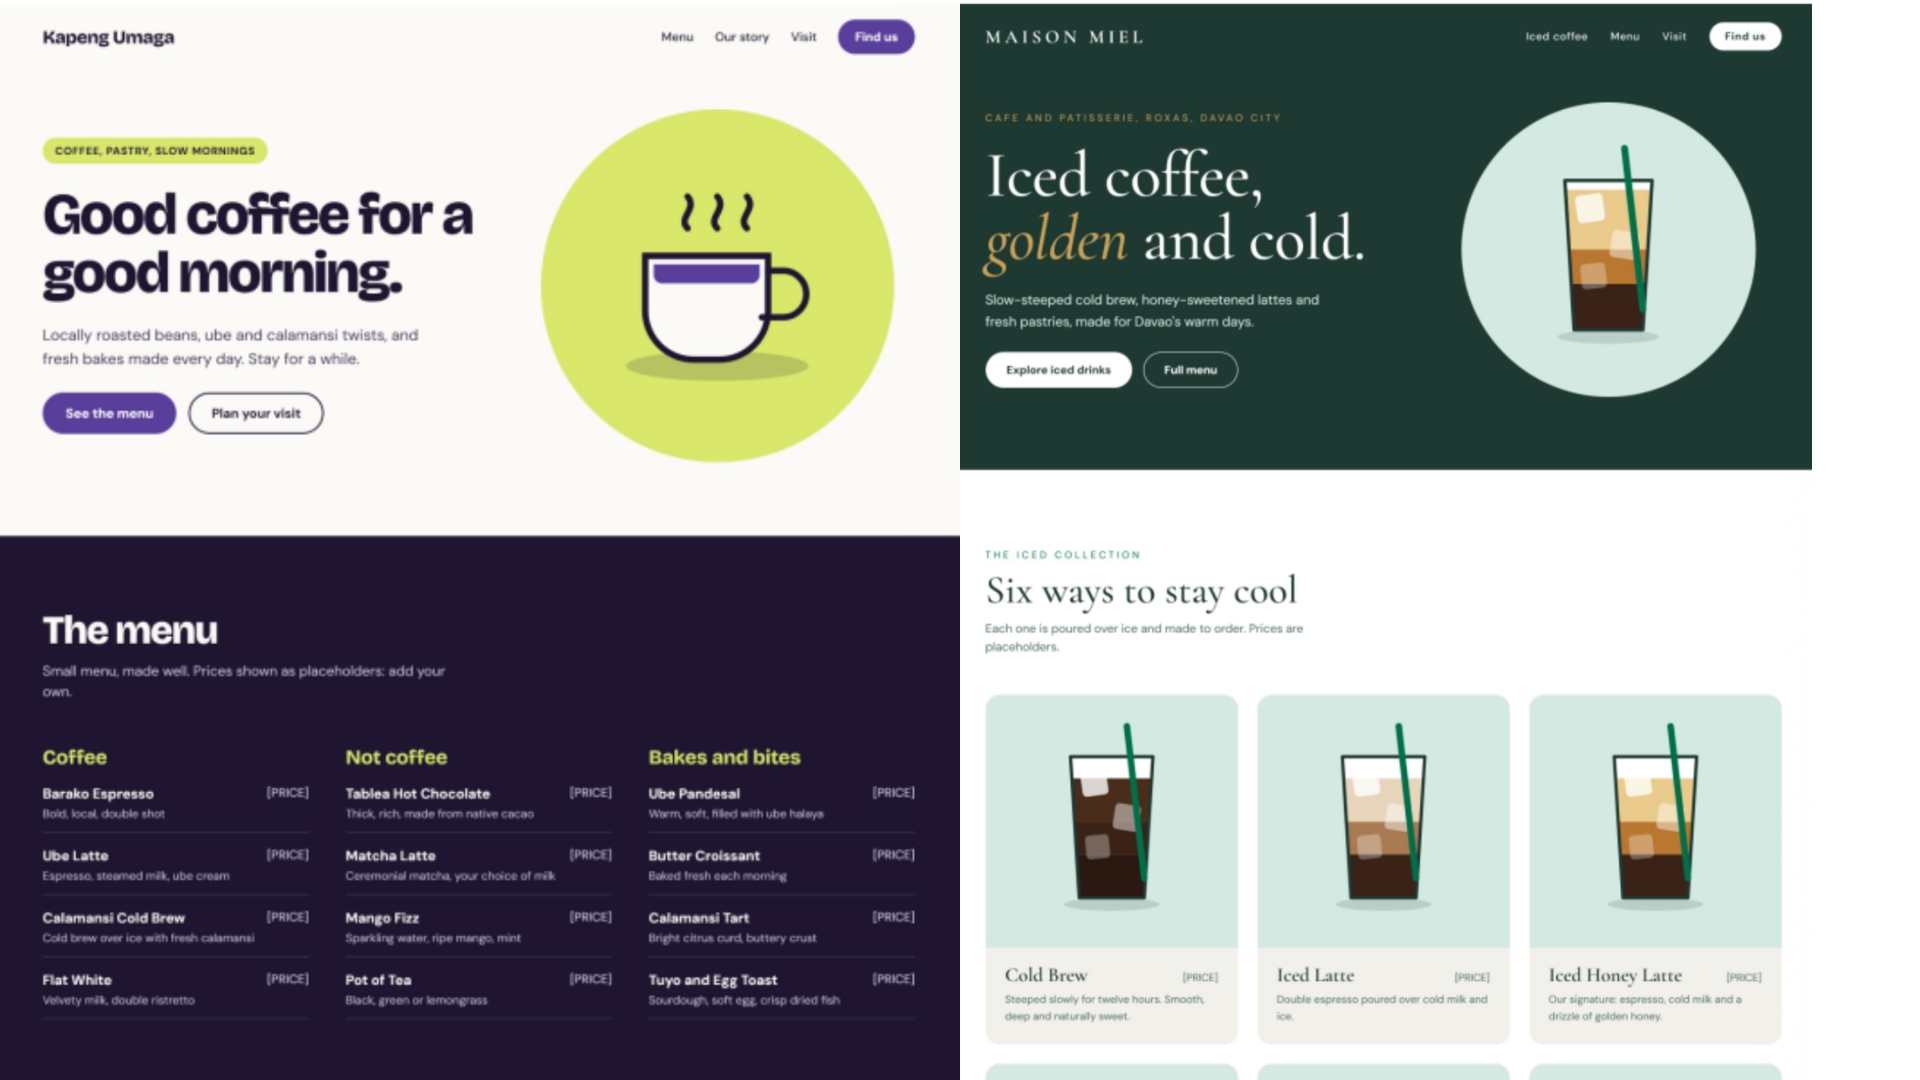 Kapeng Umaga
Menu
Our story
Visit
Find us
COFFEE, PASTRY, SLOW MORNINGS
Good coffee for a
good morning.
Locally roasted beans, ube and calamansi twists, and
fresh bakes made every day. Stay for a while.
See the menu
Plan your visit
The menu
Small menu, made well. Prices shown as placeholders: add your
own.
Coffee
Barako Espresso [PRICE]
Bold, local, double shot
Ube Latte [PRICE]
Espresso, steamed milk, ube cream
Calamansi Cold Brew [PRICE]
Cold brew over ice with fresh calamansi
Flat White [PRICE]
Velvety milk, double ristretto
Not coffee
Tablea Hot Chocolate [PRICE]
Thick, rich, made from native cacao
Matcha Latte [PRICE]
Ceremonial matcha, your choice of milk
Mango Fizz [PRICE]
Sparkling water, ripe mango, mint
Pot of Tea [PRICE]
Black, green or lemongrass
Bakes and bites
Ube Pandesal [PRICE]
Warm, soft, filled with ube halaya
Butter Croissant [PRICE]
Baked fresh each morning
Calamansi Tart [PRICE]
Bright citrus curd, buttery crust
Tuyo and Egg Toast [PRICE]
Sourdough, soft egg, crisp dried fish
MAISON MIEL
Iced coffee
Menu
Visit
Find us
CAFE AND PATISSERIE, ROXAS, DAVAO CITY
Iced coffee,
golden and cold.
Slow-steeped cold brew, honey-sweetened lattes and
fresh pastries, made for Davao's warm days.
Explore iced drinks
Full menu
THE ICED COLLECTION
Six ways to stay cool
Each one is poured over ice and made to order. Prices are
placeholders.
Cold Brew [PRICE]
Steeped slowly for twelve hours. Smooth,
deep and naturally sweet.
Iced Latte [PRICE]
Double espresso poured over cold milk and
ice.
Iced Honey Latte [PRICE]
Our signature: espresso, cold milk and a
drizzle of golden honey.